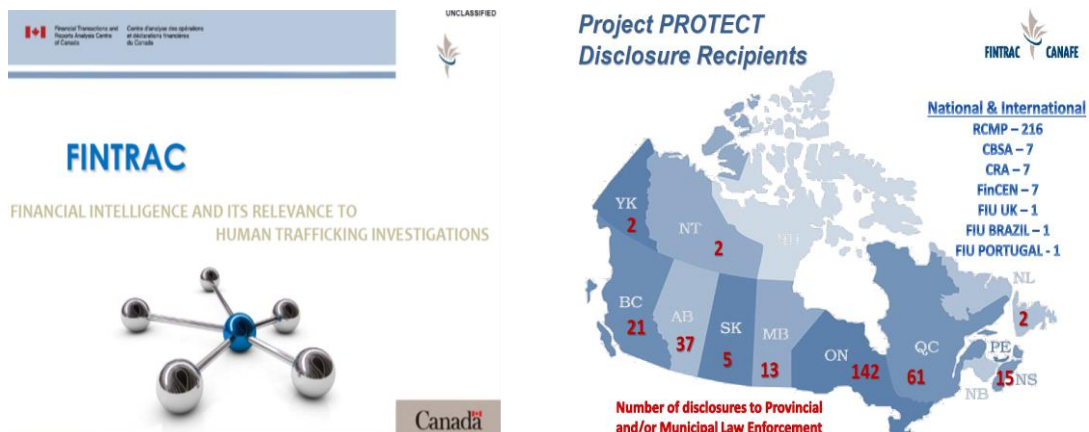 UNCLASSIFIED
Financial Transactions and
Reports Analysis Centre
of Canada
Centre d'analyse des opérations
et déclarations financières
du Canada
FINTRAC
FINANCIAL INTELLIGENCE AND ITS RELEVANCE TO
HUMAN TRAFFICKING INVESTIGATIONS
Canada
Project PROTECT
Disclosure Recipients
FINTRAC CANAFE
National & International
RCMP – 216
CBSA – 7
CRA – 7
FinCEN – 7
FIU UK – 1
FIU BRAZIL – 1
FIU PORTUGAL - 1
YK
2
NT
2
NU
BC
21
AB
37
SK
5
MB
13
ON
142
QC
61
NL
2
PE
15
NS
NB
Number of disclosures to Provincial
and/or Municipal Law Enforcement